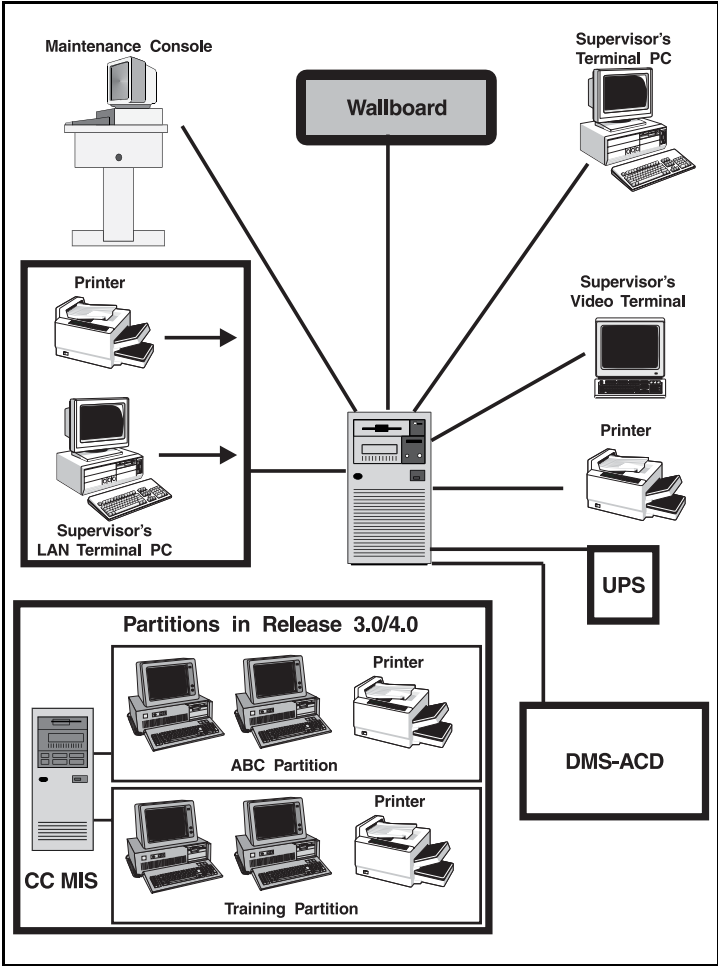 Maintenance Console
Wallboard
Supervisor's
Terminal PC
Printer
Supervisor's
LAN Terminal PC
Supervisor's
Video Terminal
Printer
UPS
DMS-ACD
Partitions in Release 3.0/4.0
Printer
ABC Partition
Printer
Training Partition
CC MIS